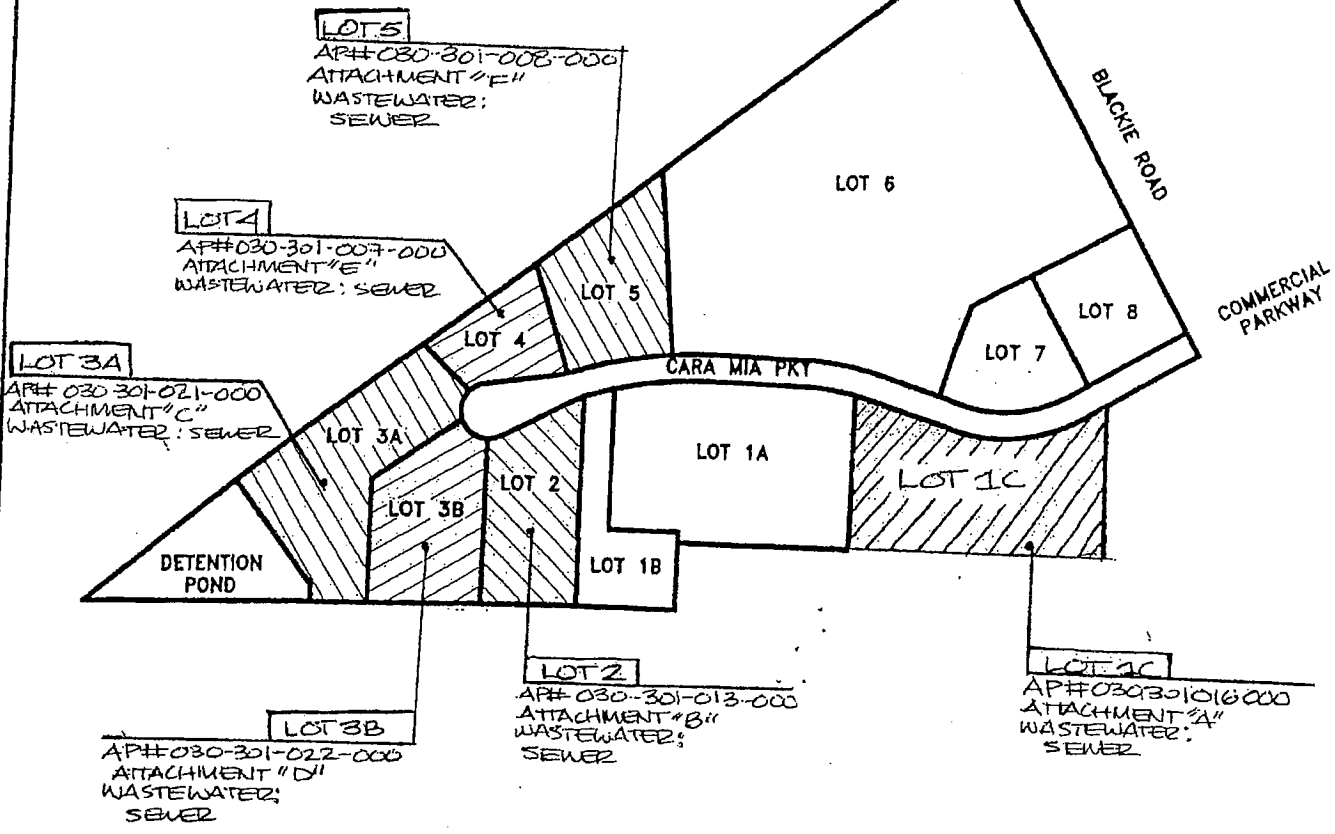 LOT 5
AP# 030-301-008-000
ATTACHMENT "F"
WASTEWATER:
SEWER
BLACKIE ROAD
LOT 6
LOT 4
AP# 030-301-007-000
ATTACHMENT "E"
WASTEWATER: SEWER
LOT 5
COMMERCIAL
PARKWAY
LOT 8
LOT 4
LOT 7
LOT 3A
AP# 030-301-021-000
ATTACHMENT "C"
WASTEWATER: SEWER
CARA MIA PKY
LOT 3A
LOT 1A
LOT 1C
LOT 2
LOT 3B
DETENTION
POND
LOT 1B
LOT 2
AP# 030-301-013-000
ATTACHMENT "B"
WASTEWATER:
SEWER
LOT 1C
AP# 030301016000
ATTACHMENT "A"
WASTEWATER:
SEWER
LOT 3B
AP# 030-301-022-000
ATTACHMENT "D"
WASTEWATER:
SEWER